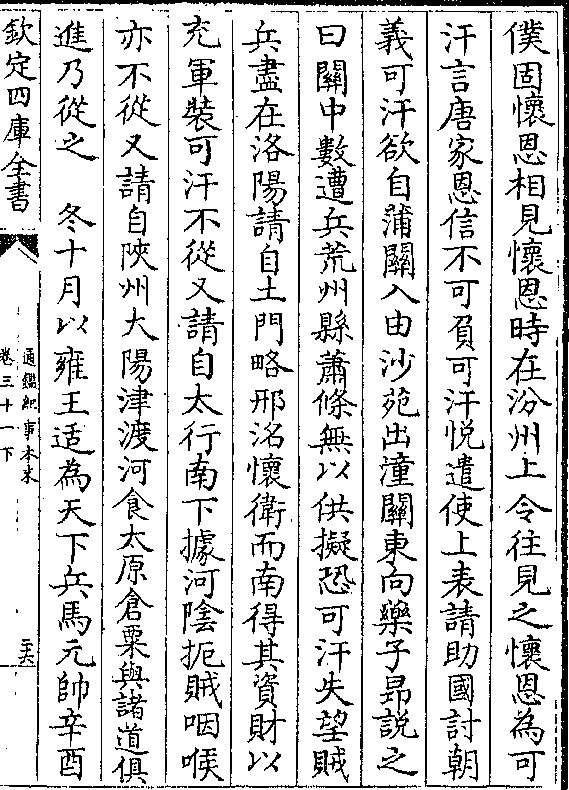 僕固懷恩相見懷恩時在汾州上令往見之懷恩為可
汗言唐家恩信不可負可汗悅遣使上表請助國討朝
義可汗欲自蒲關入由沙苑出潼關東向藥子昻說之
曰關中數遭兵荒州縣蕭條無以供擬恐可汗失望賊
兵盡在洛陽請自土門略邢洺懷衛而南得其資財以
充軍裝可汗不從又請自太行南下據河隂扼賊咽喉
亦不從又請自陜州大陽津渡河食太原倉粟與諸道俱
進乃從之　冬十月以雍王适為天下兵馬元帥辛酉
欽定四庫全書
通鑑紀事本末
卷三十一下
三六